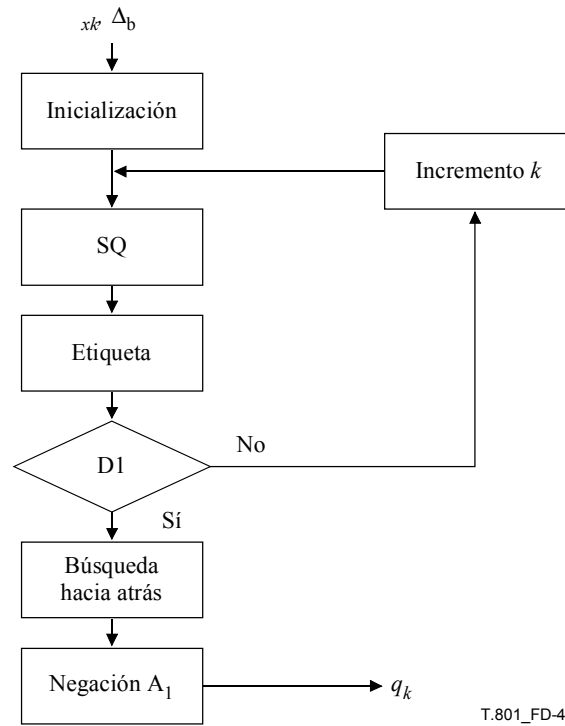 xk, Δb
Inicialización
Incremento k
SQ
Etiqueta
D1
No
Sí
Búsqueda
hacia atrás
Negación A1
qk
T.801_FD-4